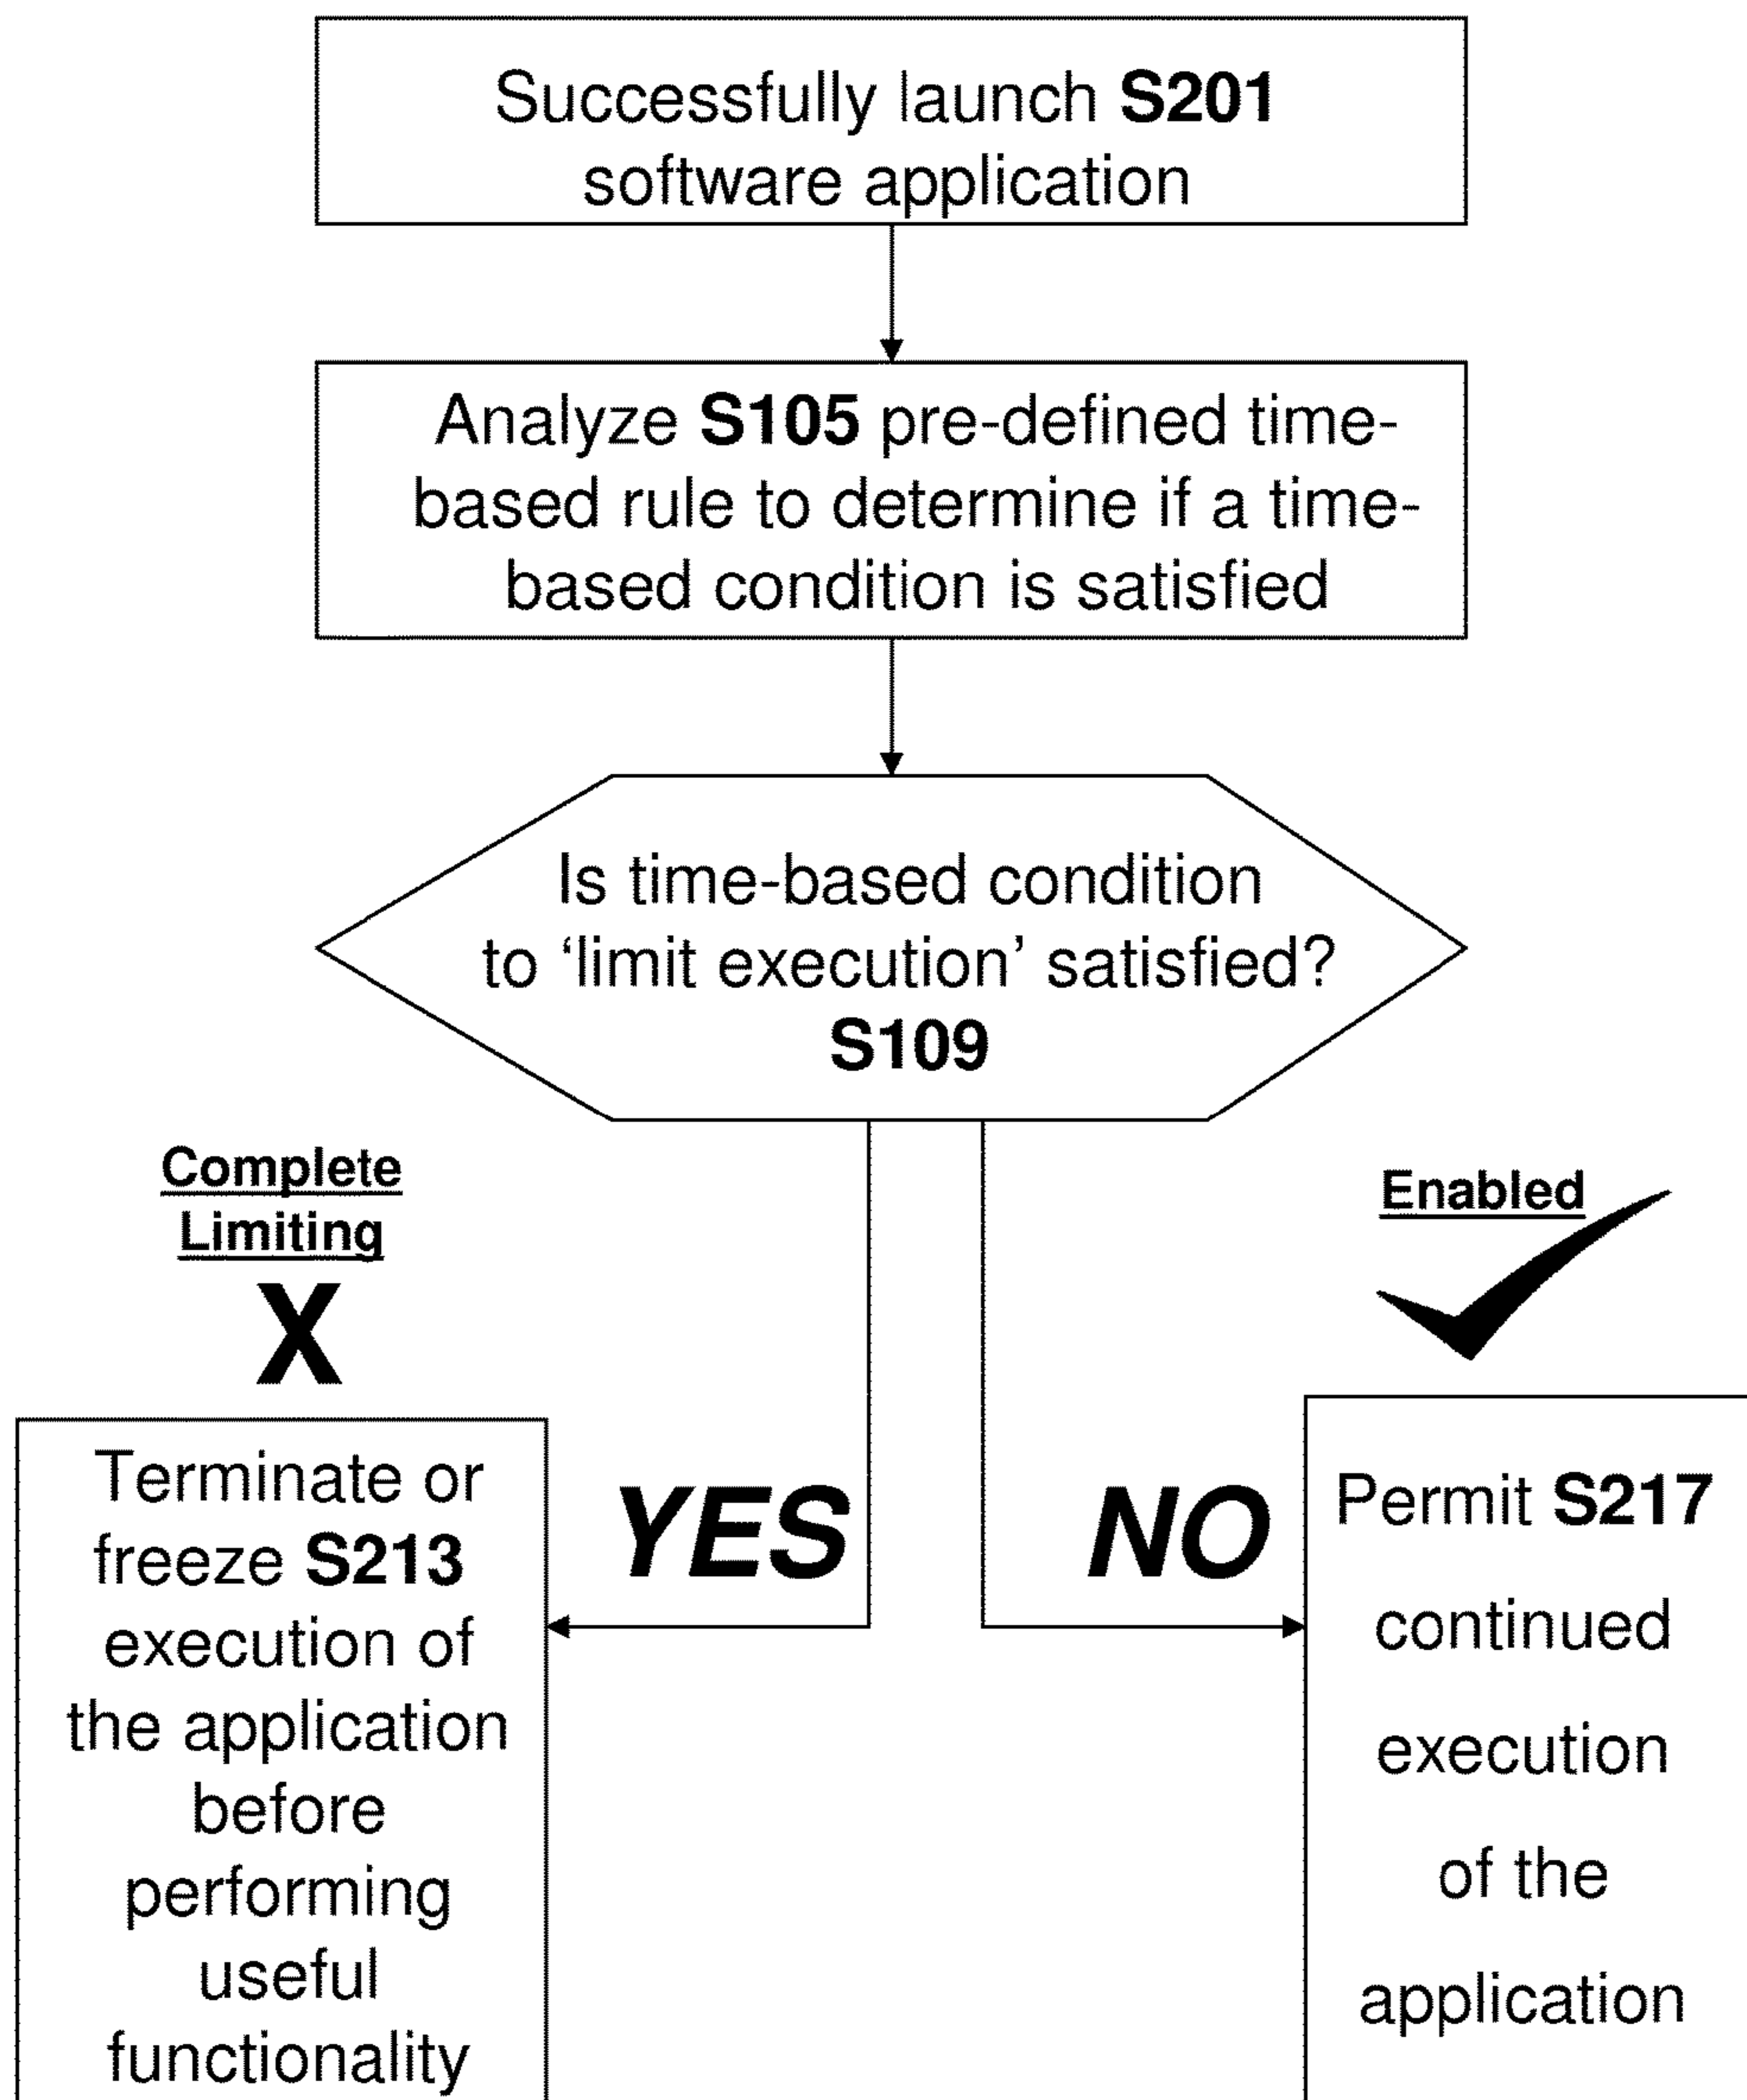 Successfully launch S201
software application
Analyze S105 pre-defined time-
based rule to determine if a time-
based condition is satisfied
Is time-based condition
to ‘limit execution’ satisfied?
S109
Complete
Limiting
X
Enabled
YES
NO
Terminate or
freeze S213
execution of
the application
before
performing
useful
functionality
Permit S217
continued
execution
of the
application